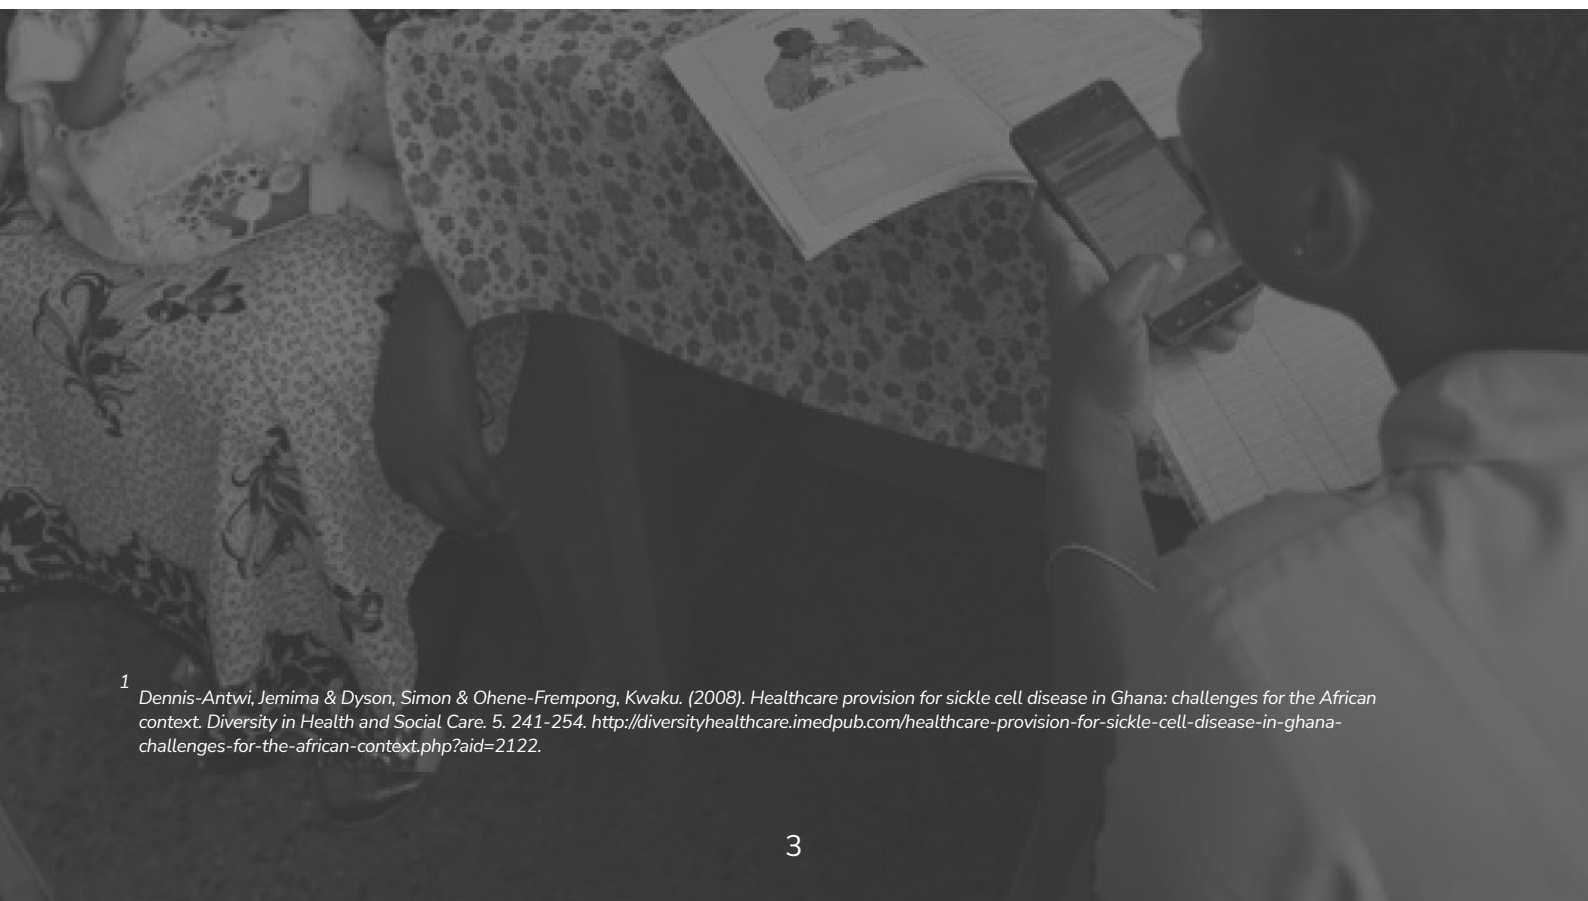 1
Dennis-Antwi, Jemima & Dyson, Simon & Ohene-Frempong, Kwaku. (2008). Healthcare provision for sickle cell disease in Ghana: challenges for the African
context. Diversity in Health and Social Care. 5. 241-254. http://diversityhealthcare.imedpub.com/healthcare-provision-for-sickle-cell-disease-in-ghana-
challenges-for-the-african-context.php?aid=2122.
3